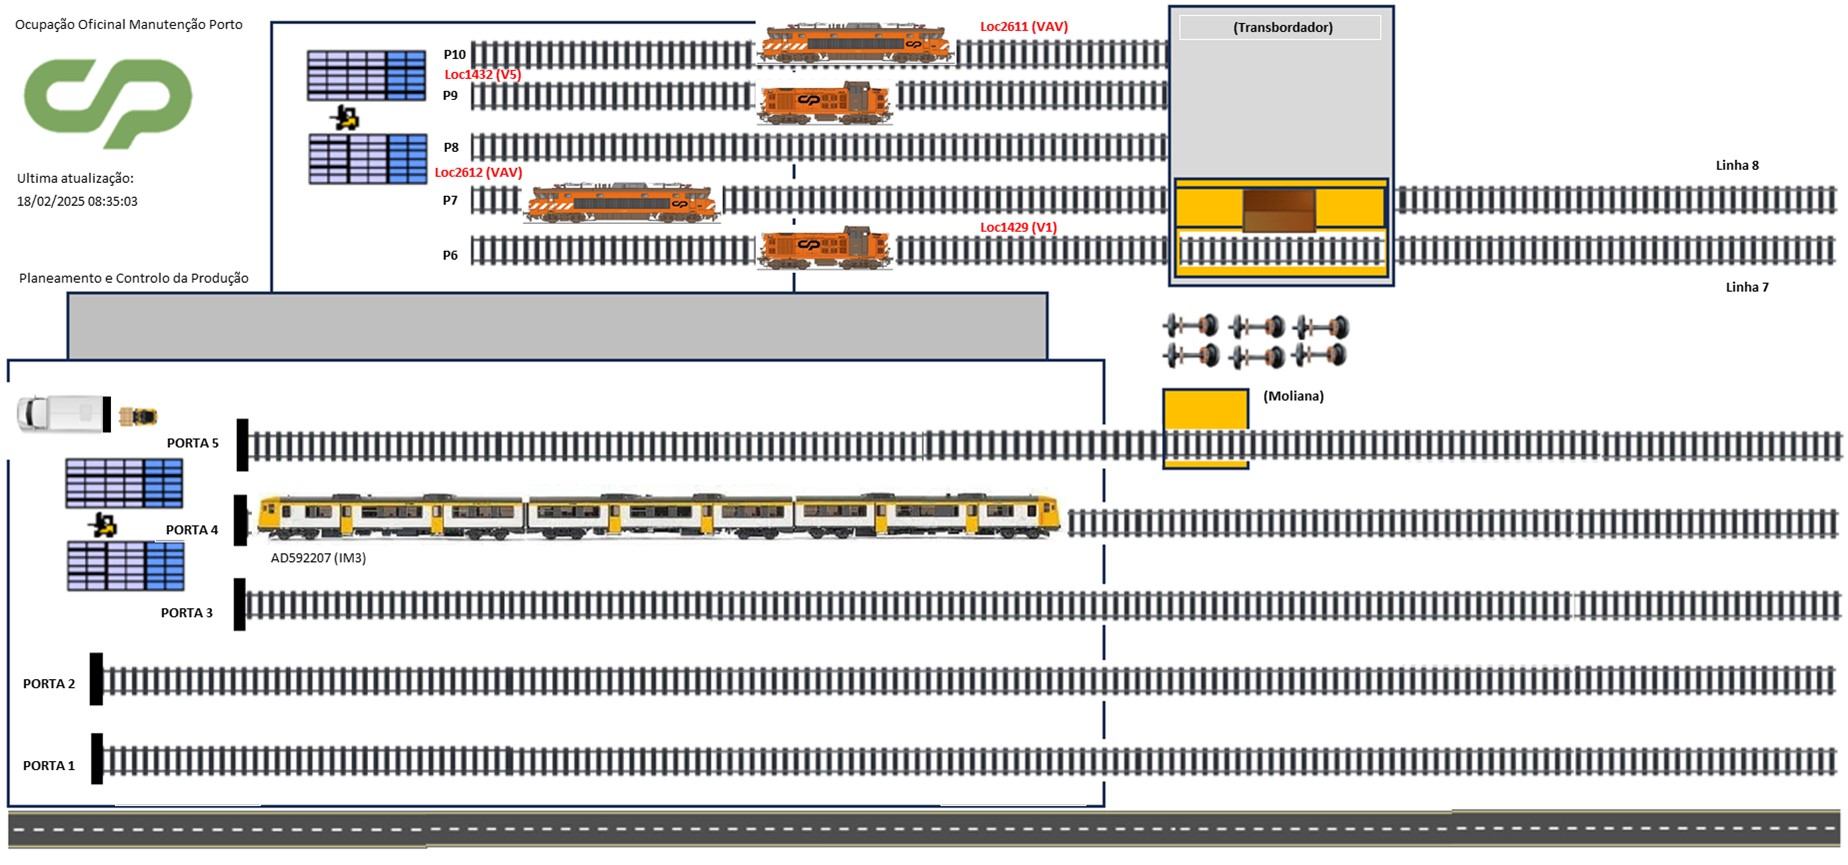 Ocupação Oficinal Manutenção Porto
Ultima atualização:
18/02/2025 08:35:03
Planeamento e Controlo da Produção
P10
Loc2611 (VAV)
(Transbordador)
Loc1432 (V5)
P9
P8
Loc2612 (VAV)
P7
Linha 8
Loc1429 (V1)
P6
Linha 7
(Moliana)
PORTA 5
PORTA 4
AD592207 (IM3)
PORTA 3
PORTA 2
PORTA 1